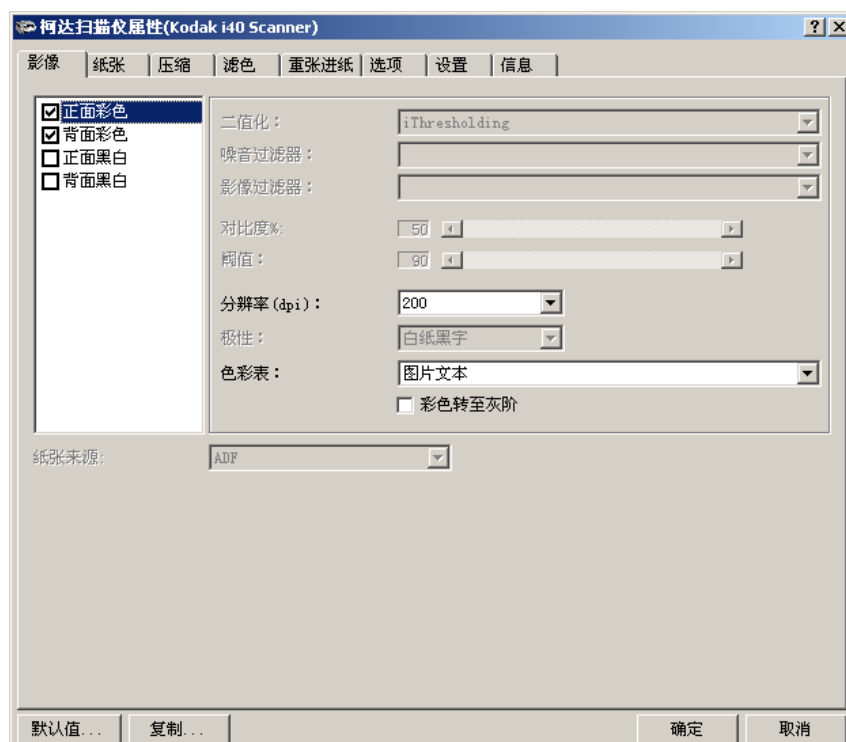 柯达扫描仪属性(Kodak i40 Scanner)
影像 纸张 压缩 滤色 重张进纸 选项 设置 信息
正面彩色
背面彩色
正面黑白
背面黑白
二值化： iThresholding
噪音过滤器：
影像过滤器：
对比度%: 50
阈值： 90
分辨率(dpi)： 200
极性： 白纸黑字
色彩表： 图片文本
彩色转至灰阶
纸张来源: ADF
默认值... 复制... 确定 取消